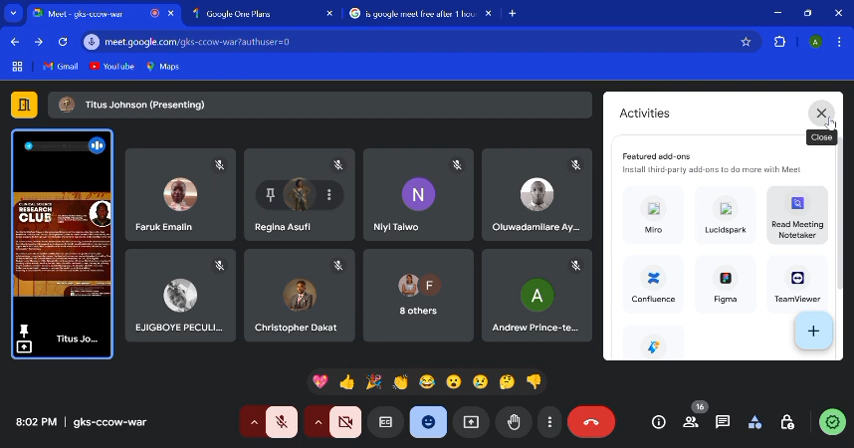 Meet - gks-ccow-war
Google One Plans
is google meet free after 1 hou
meet.google.com/gks-ccow-war?authuser=0
A
Gmail
YouTube
Maps
Titus Johnson (Presenting)
Activities
Close
Featured add-ons
Install third-party add-ons to do more with Meet
Miro
Lucidspark
Read Meeting
Notetaker
Confluence
Figma
TeamViewer
CLINICAL SCIENCE
RESEARCH
CLUB
Titus Jo...
Faruk Emalin
Regina Asufi
N
Niyi Taiwo
Oluwadamilare Ay...
EJIGBOYE PECULI...
Christopher Dakat
F
8 others
A
Andrew Prince-te...
8:02 PM
gks-ccow-war
16